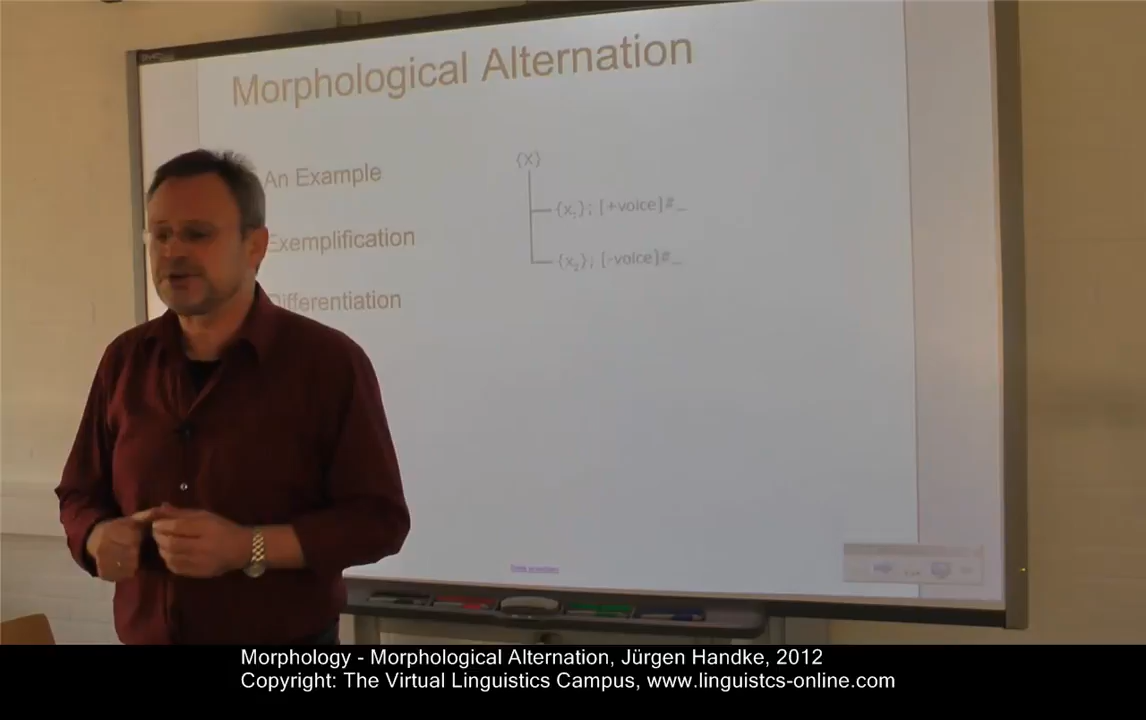 Morphological Alternation
An Example
Exemplification
Differentiation
{X}
{x₁}; [+voice]#_
{x₂}; [-voice]#_
Morphology - Morphological Alternation, Jürgen Handke, 2012
Copyright: The Virtual Linguistics Campus, www.linguistcs-online.com